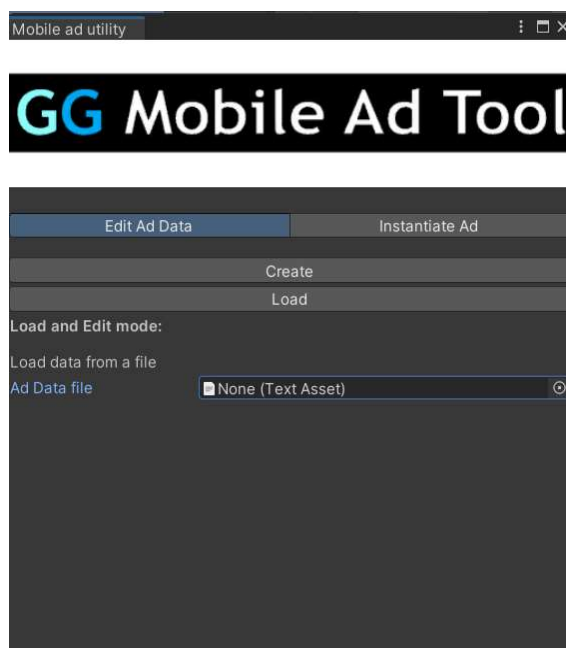 Mobile ad utility
GG Mobile Ad Tool
Edit Ad Data Instantiate Ad
Create
Load
Load and Edit mode:
Load data from a file
Ad Data file None (Text Asset)